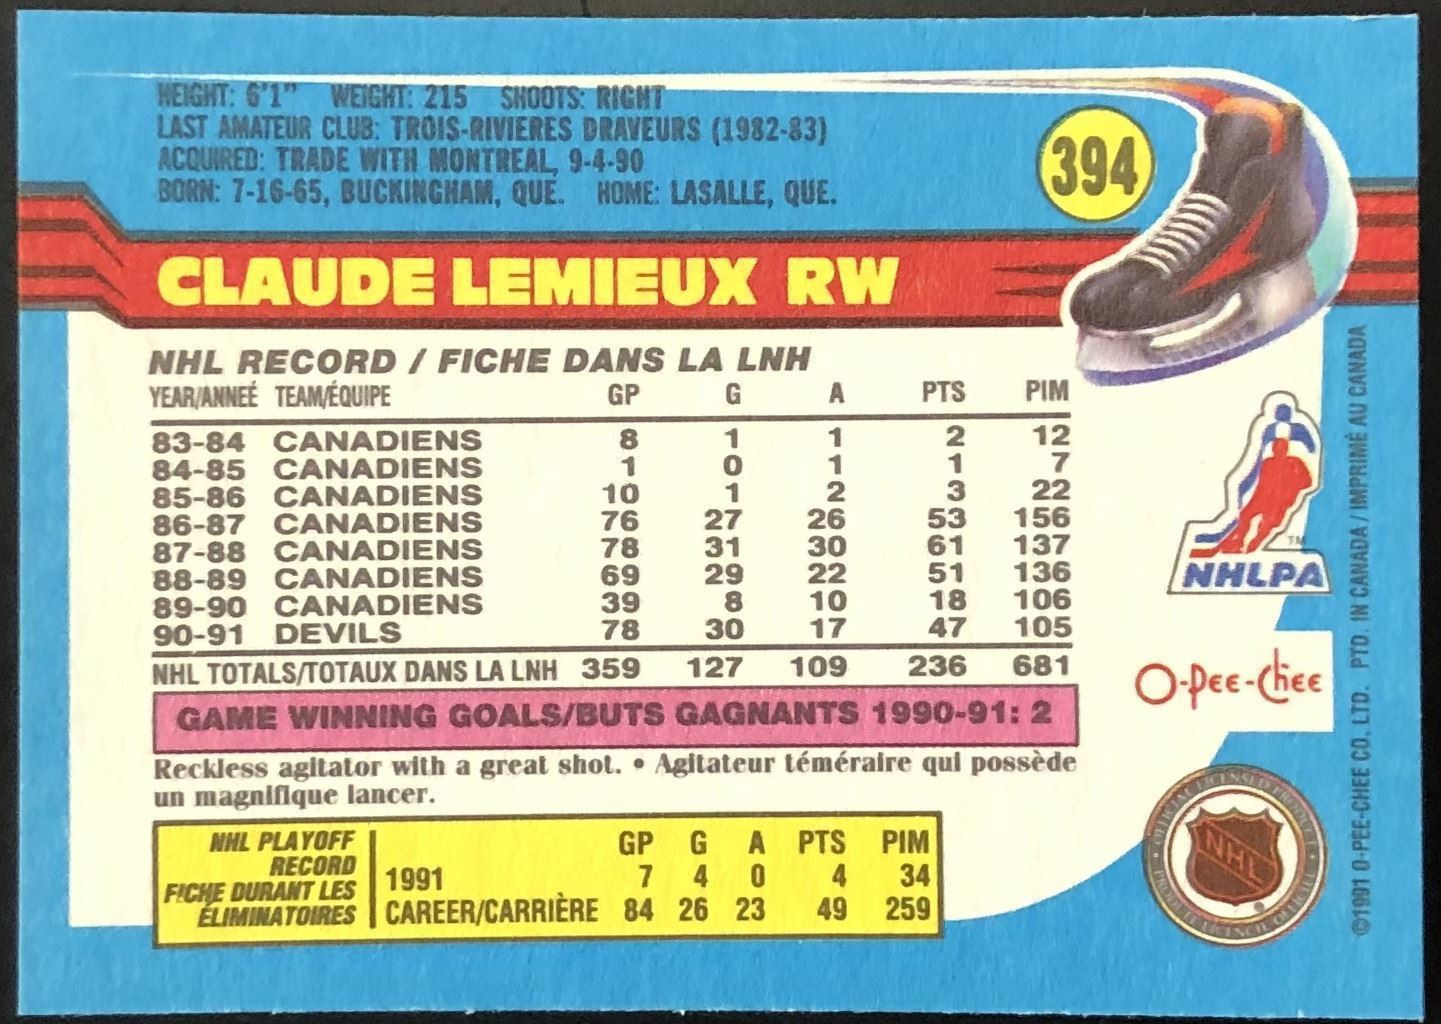 HEIGHT: 6'1" WEIGHT: 215 SHOOTS: RIGHT
LAST AMATEUR CLUB: TROIS-RIVIERES DRAVEURS (1982-83)
ACQUIRED: TRADE WITH MONTREAL, 9-4-90
BORN: 7-16-65, BUCKINGHAM, QUE. HOME: LASALLE, QUE.
394
CLAUDE LEMIEUX RW
NHL RECORD / FICHE DANS LA LNH
YEAR/ANNEÉ TEAM/ÉQUIPE GP G A PTS PIM
83-84 CANADIENS 8 1 1 2 12
84-85 CANADIENS 1 0 1 1 7
85-86 CANADIENS 10 1 2 3 22
86-87 CANADIENS 76 27 26 53 156
87-88 CANADIENS 78 31 30 61 137
88-89 CANADIENS 69 29 22 51 136
89-90 CANADIENS 39 8 10 18 106
90-91 DEVILS 78 30 17 47 105
NHL TOTALS/TOTAUX DANS LA LNH 359 127 109 236 681
GAME WINNING GOALS/BUTS GAGNANTS 1990-91: 2
Reckless agitator with a great shot. • Agitateur téméraire qui possède
un magnifique lancer.
NHL PLAYOFF
RECORD
FICHE DURANT LES
ÉLIMINATOIRES
GP G A PTS PIM
1991 7 4 0 4 34
CAREER/CARRIÈRE 84 26 23 49 259
NHLPA
TM
O-Pee-Chee
OFFICIAL LICENSED PRODUCT
NHL
PRODUIT LICENCIÉ OFFICIEL
©1991 O-PEE-CHEE CO. LTD. PTD. IN CANADA / IMPRIMÉ AU CANADA